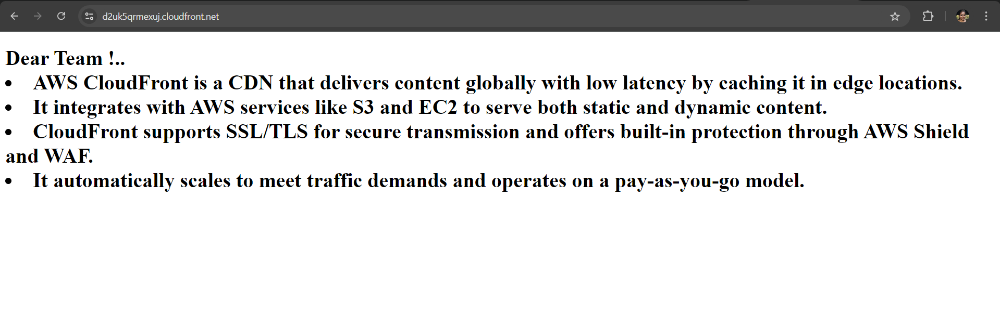 d2uk5qrmexuj.cloudfront.net
Dear Team !..
• AWS CloudFront is a CDN that delivers content globally with low latency by caching it in edge locations.
• It integrates with AWS services like S3 and EC2 to serve both static and dynamic content.
• CloudFront supports SSL/TLS for secure transmission and offers built-in protection through AWS Shield
and WAF.
• It automatically scales to meet traffic demands and operates on a pay-as-you-go model.